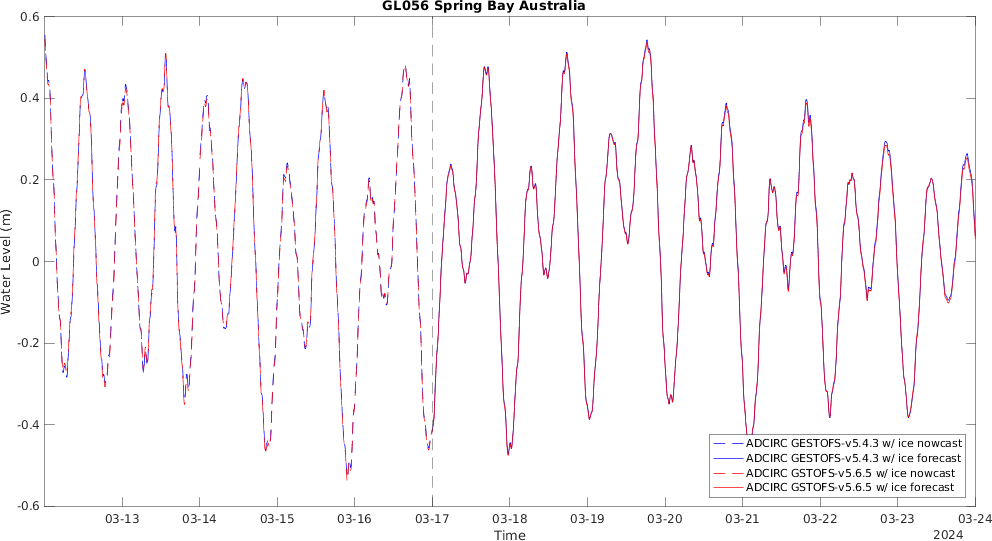 GL056 Spring Bay Australia
0.6
0.4
0.2
0
-0.2
-0.4
-0.6
Water Level (m)
ADCIRC GESTOFS-v5.4.3 w/ ice nowcast
ADCIRC GESTOFS-v5.4.3 w/ ice forecast
ADCIRC GSTOFS-v5.6.5 w/ ice nowcast
ADCIRC GSTOFS-v5.6.5 w/ ice forecast
03-13 03-14 03-15 03-16 03-17 03-18 03-19 03-20 03-21 03-22 03-23 03-24
Time
2024